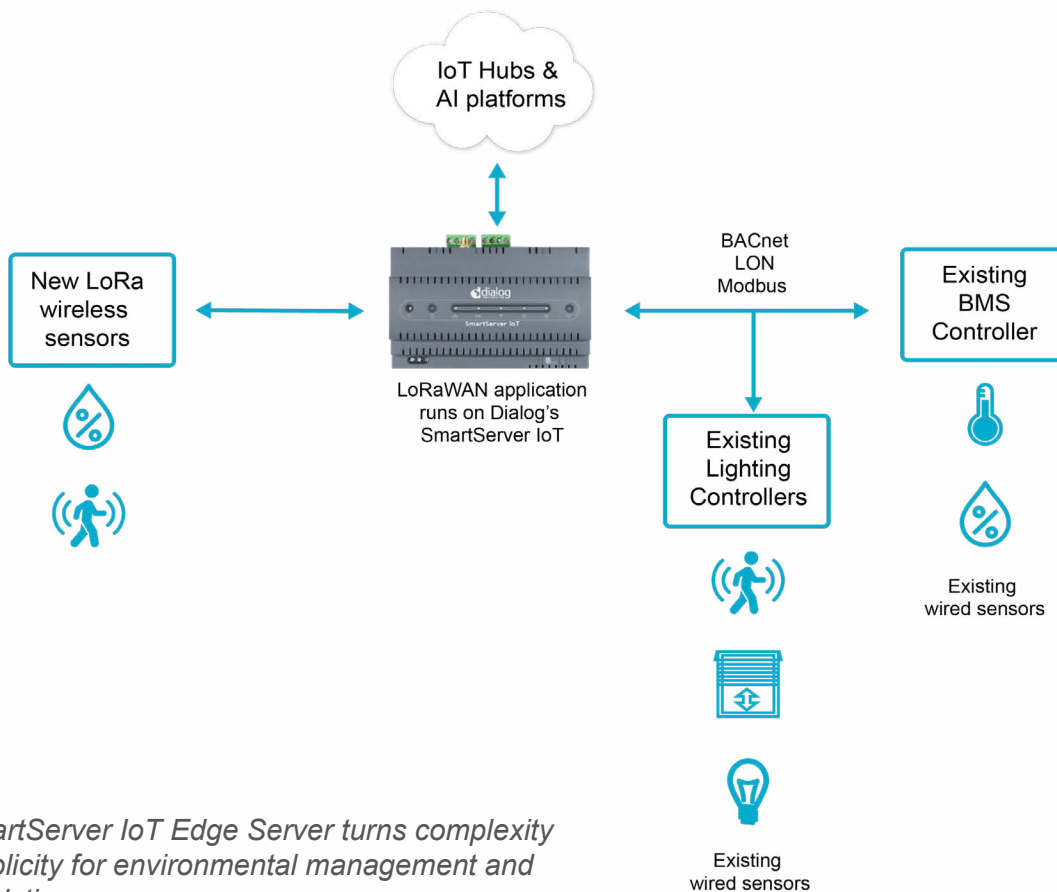 IoT Hubs &
AI platforms
New LoRa
wireless
sensors
dialog
SmartServer IoT
LoRaWAN application
runs on Dialog's
SmartServer IoT
BACnet
LON
Modbus
Existing
BMS
Controller
Existing
Lighting
Controllers
Existing
wired sensors
Existing
wired sensors
artServer IoT Edge Server turns complexity
plicity for environmental management and